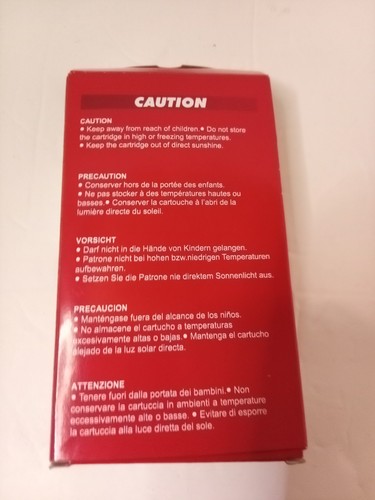 CAUTION
CAUTION
● Keep away from reach of children.● Do not store
the cartridge in high or freezing temperatures.
● Keep the cartridge out of direct sunshine.
PRECAUTION
● Conserver hors de la portée des enfants.
● Ne pas stocker à des températures hautes ou
basses.● Conserver la cartouche à l'abri de la
lumière directe du soleil.
VORSICHT
● Darf nicht in die Hände von Kindern gelangen.
● Patrone nicht bei hohen bzw.niedrigen Temperaturen
aufbewahren.
● Setzen Sie die Patrone nie direktem Sonnenlicht aus.
PRECAUCION
● Manténgase fuera del alcance de los niños.
● No almacene el cartucho a temperaturas
excesivamente altas o bajas.● Mantenga el cartucho
alejado de la luz solar directa.
ATTENZIONE
● Tenere fuori dalla portata dei bambini.● Non
conservare la cartuccia in ambienti a temperature
eccessivamente alte o basse. ● Evitare di esporre
la cartuccia alla luce diretta del sole.